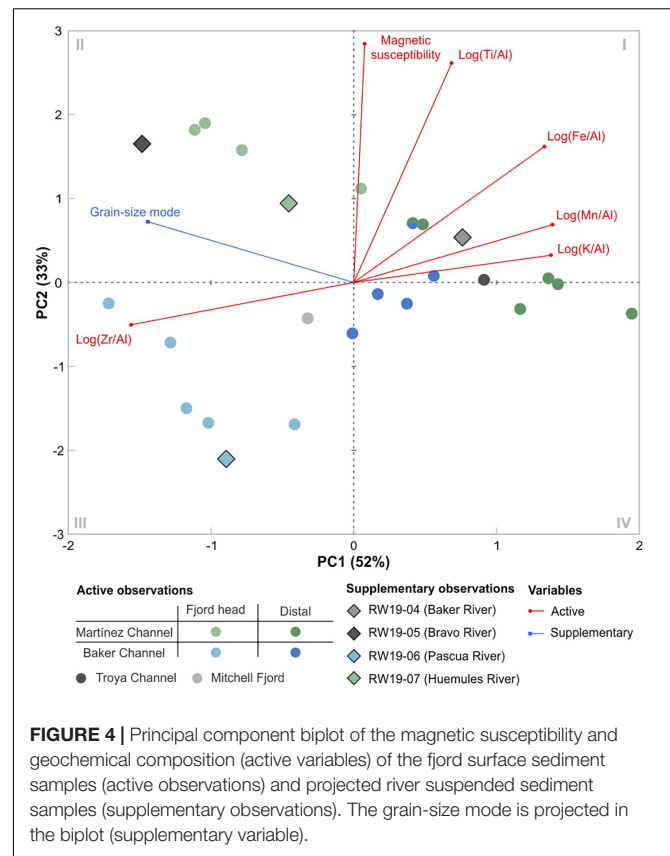 3
II
I
Magnetic
susceptibility
Log(Ti/Al)
2
Log(Fe/Al)
1
Grain-size mode
Log(Mn/Al)
Log(K/Al)
PC2 (33%)
0
Log(Zr/Al)
-1
-2
III
IV
-3
-2
-1
0
1
2
PC1 (52%)
Active observations
Fjord head
Distal
Martínez Channel
Baker Channel
Troya Channel
Mitchell Fjord
Supplementary observations
RW19-04 (Baker River)
RW19-05 (Bravo River)
RW19-06 (Pascua River)
RW19-07 (Huemules River)
Variables
Active
Supplementary
FIGURE 4 | Principal component biplot of the magnetic susceptibility and
geochemical composition (active variables) of the fjord surface sediment
samples (active observations) and projected river suspended sediment
samples (supplementary observations). The grain-size mode is projected in
the biplot (supplementary variable).